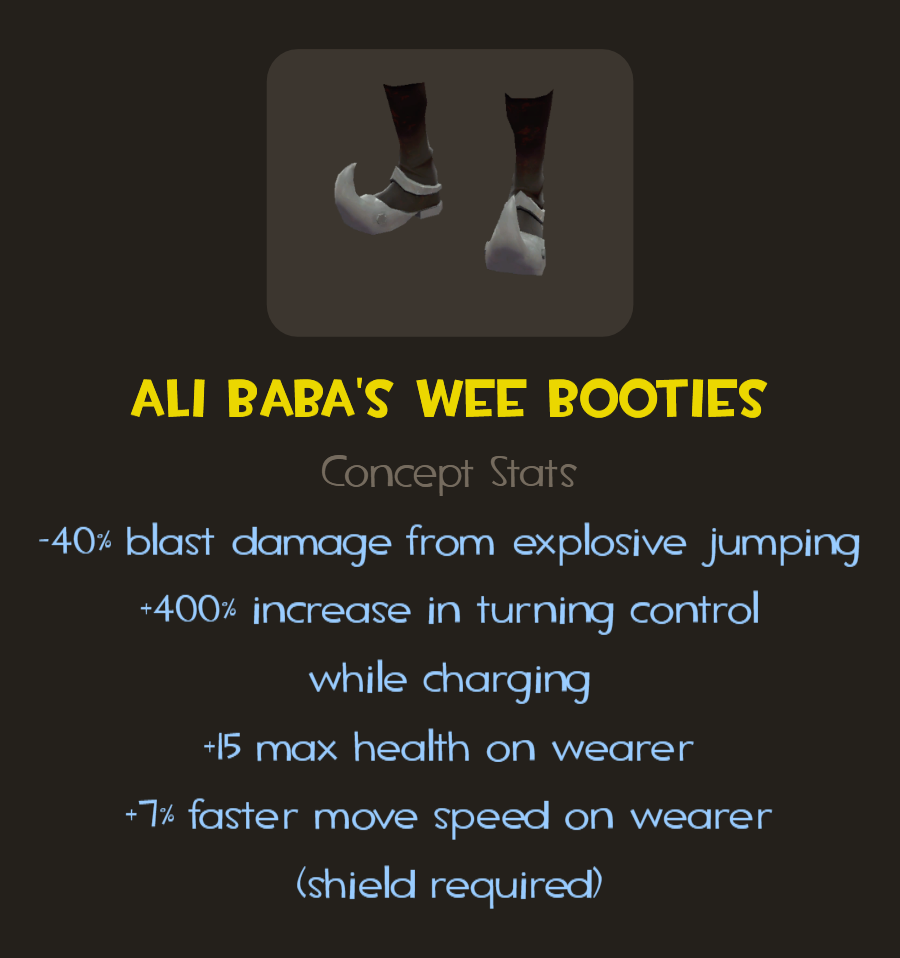 ALI BABA'S WEE BOOTIES
Concept Stats
-40% blast damage from explosive jumping
+400% increase in turning control
while charging
+15 max health on wearer
+7% faster move speed on wearer
(shield required)